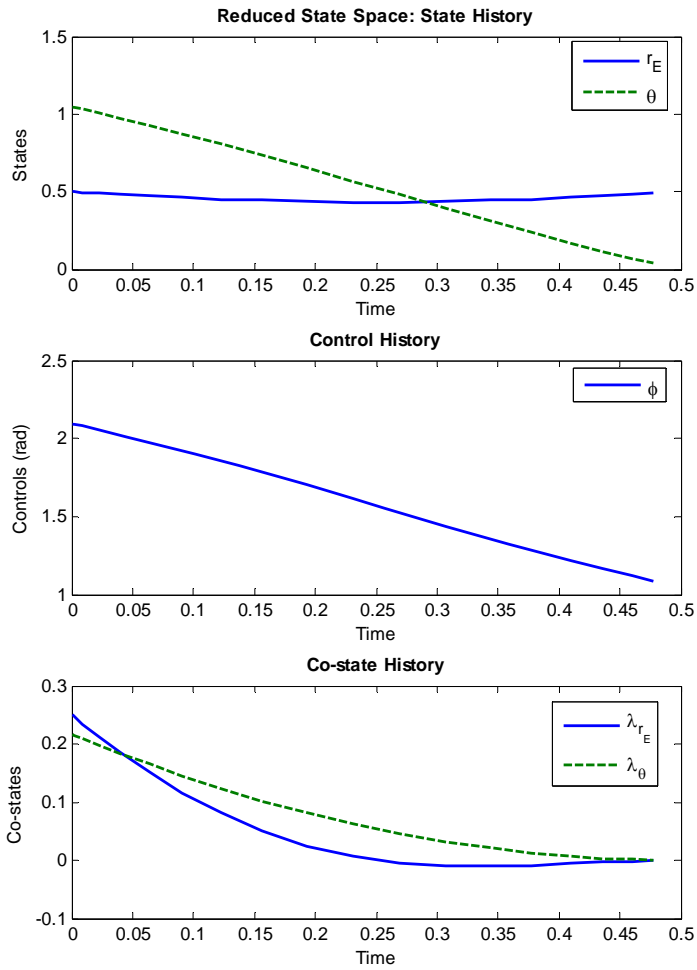 Reduced State Space: State History
1.5
1
0.5
0
States
r_E
θ
0 0.05 0.1 0.15 0.2 0.25 0.3 0.35 0.4 0.45 0.5
Time
Control History
2.5
2
1.5
1
Controls (rad)
ϕ
0 0.05 0.1 0.15 0.2 0.25 0.3 0.35 0.4 0.45 0.5
Time
Co-state History
0.3
0.2
0.1
0
-0.1
Co-states
λ_{r_E}
λ_θ
0 0.05 0.1 0.15 0.2 0.25 0.3 0.35 0.4 0.45 0.5
Time